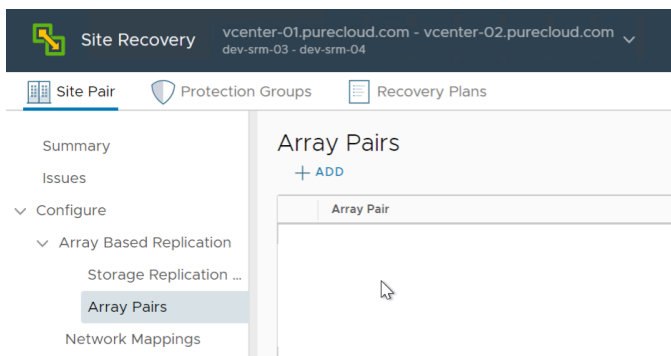 Site Recovery
vcenter-01.purecloud.com - vcenter-02.purecloud.com
dev-srm-03 - dev-srm-04
Site Pair
Protection Groups
Recovery Plans
Summary
Issues
Configure
Array Based Replication
Storage Replication ...
Array Pairs
Network Mappings
Array Pairs
+ ADD
Array Pair